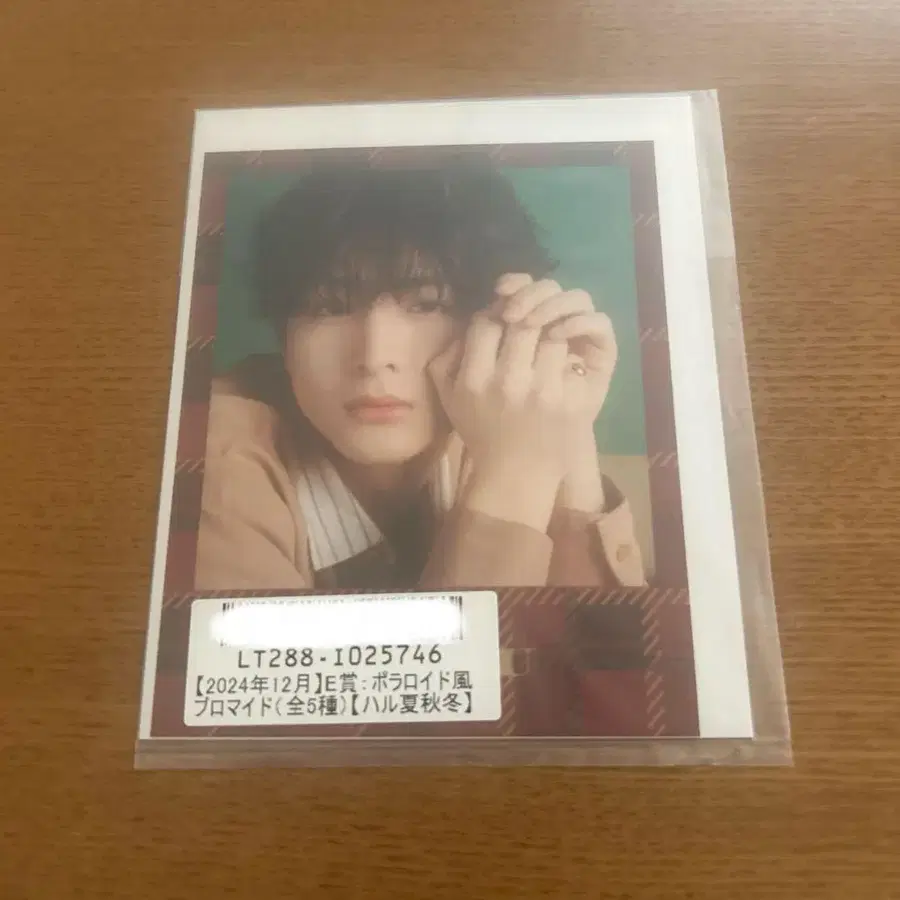 LT288-I025746
【2024年12月】E賞:ポラロイド風
ブロマイド(全5種)【ハル夏秋冬】
U